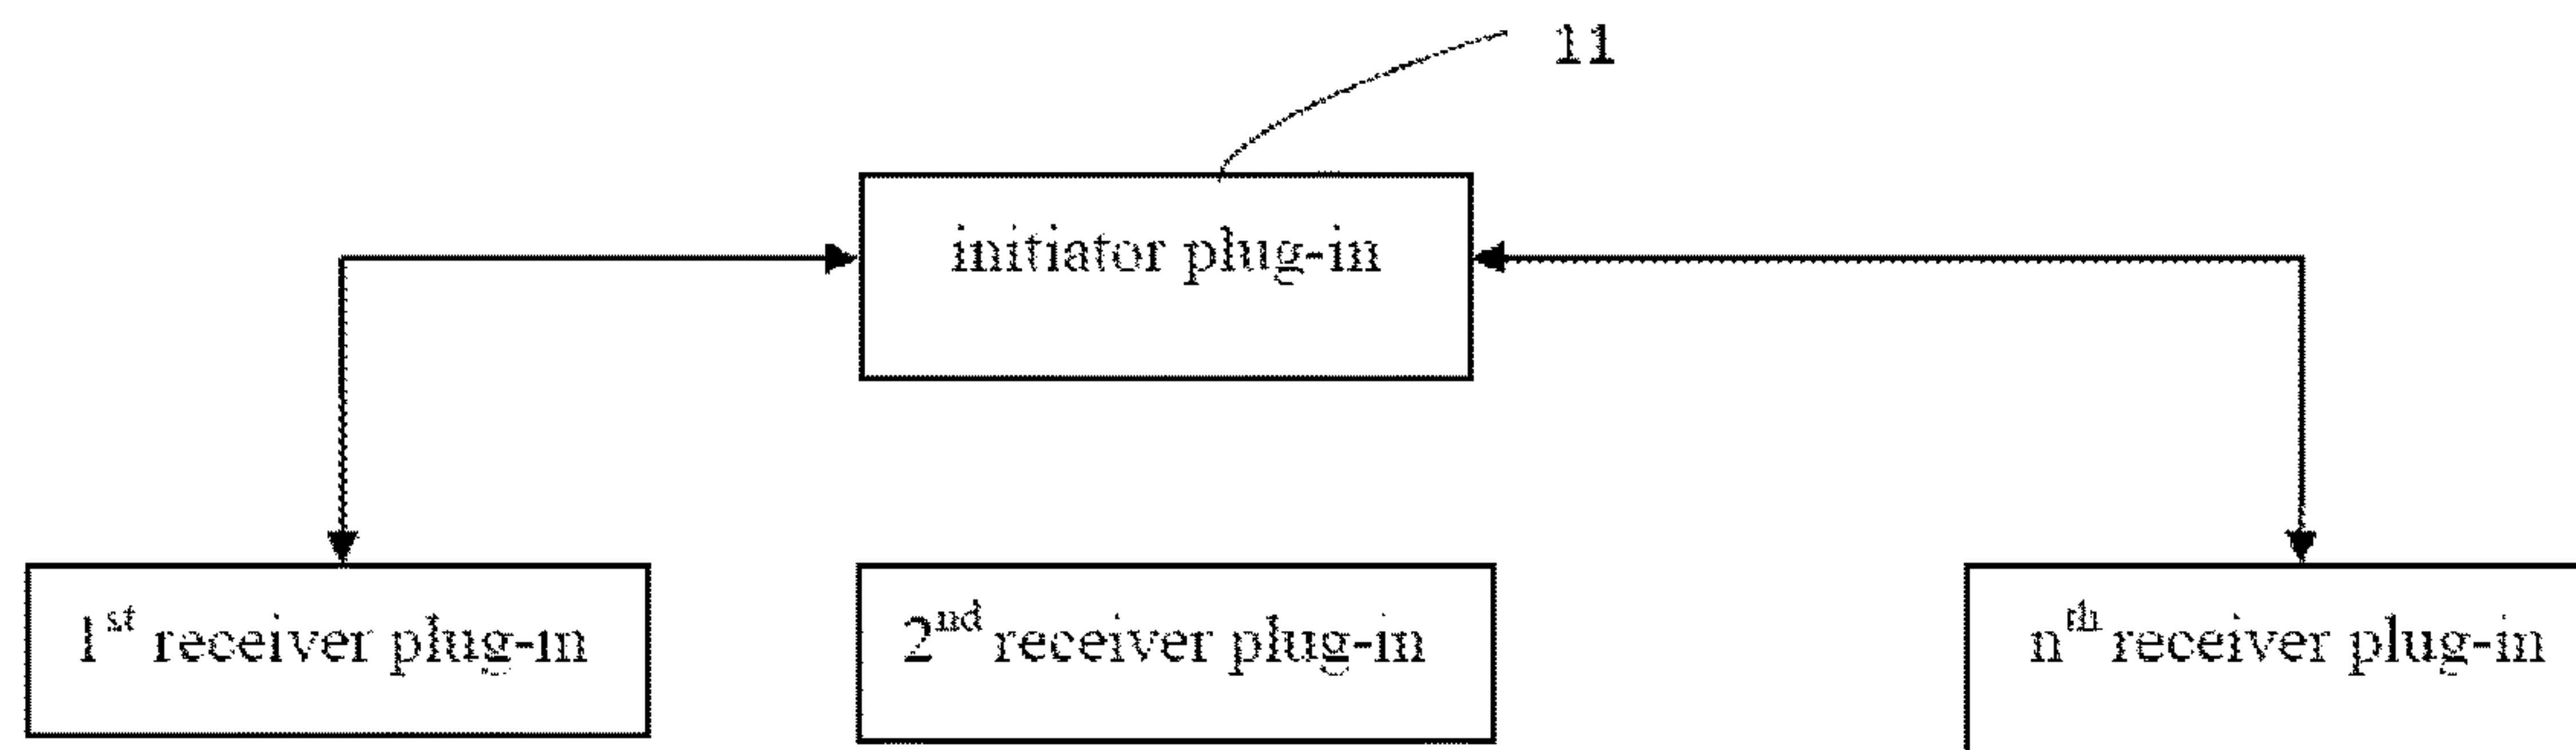 11
initiator plug-in
1st receiver plug-in
2nd receiver plug-in
nth receiver plug-in